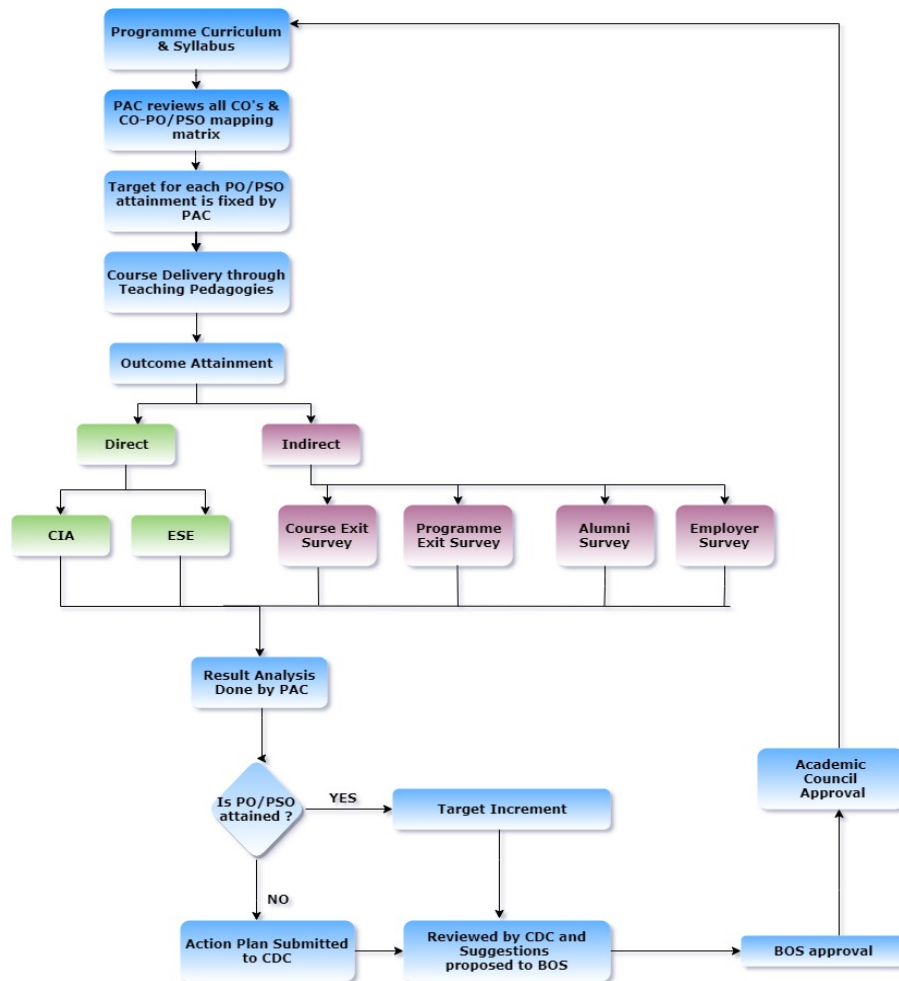 Programme Curriculum
& Syllabus
PAC reviews all CO's &
CO-PO/PSO mapping
matrix
Target for each PO/PSO
attainment is fixed by
PAC
Course Delivery through
Teaching Pedagogies
Outcome Attainment
Direct
Indirect
CIA
ESE
Course Exit
Survey
Programme
Exit Survey
Alumni
Survey
Employer
Survey
Result Analysis
Done by PAC
Is PO/PSO
attained ?
YES
Target Increment
NO
Action Plan Submitted
to CDC
Reviewed by CDC and
Suggestions
proposed to BOS
BOS approval
Academic
Council
Approval